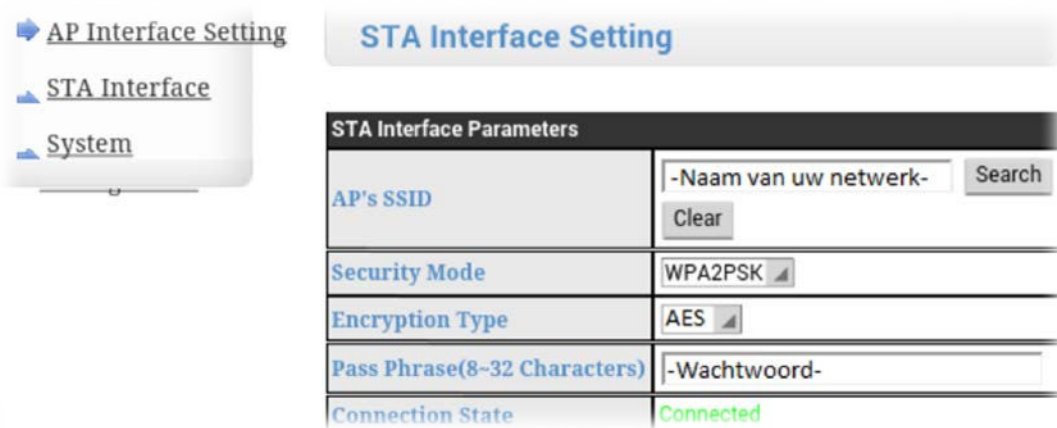 AP Interface Setting
STA Interface
System
STA Interface Setting
STA Interface Parameters
AP's SSID
-Naam van uw netwerk-
Search
Clear
Security Mode
WPA2PSK
Encryption Type
AES
Pass Phrase(8~32 Characters)
-Wachtwoord-
Connection State
Connected